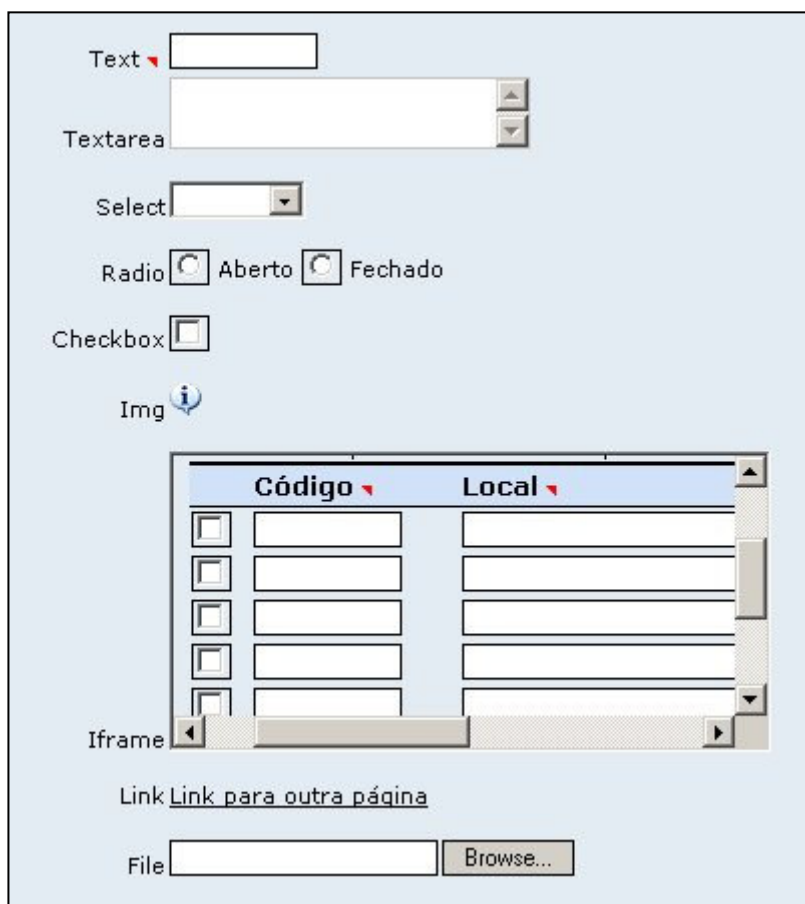 Text
Textarea
Select
Radio Aberto Fechado
Checkbox
Img
Código Local
Iframe
Link Link para outra página
File Browse...